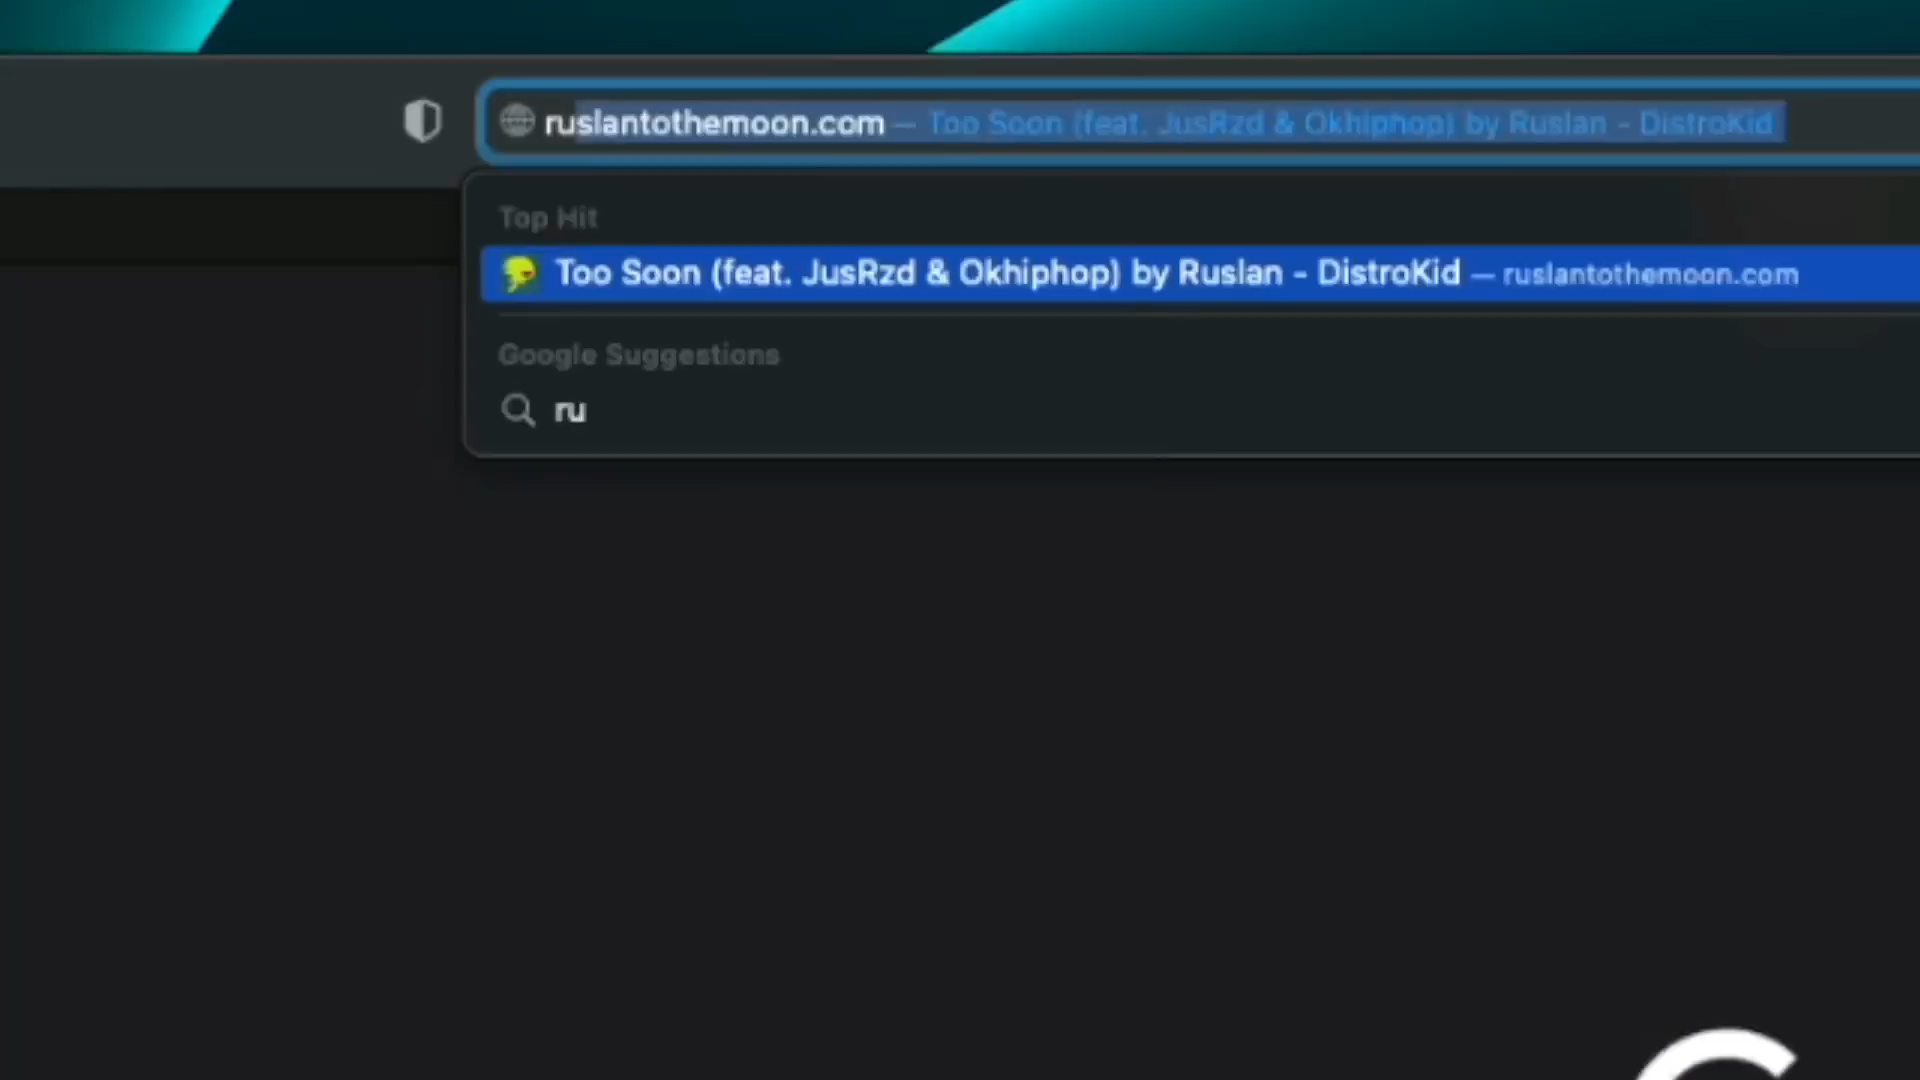 ruslantothemoon.com — Too Soon (feat. JusRzd & Okhiphop) by Ruslan - DistroKid
Top Hit
Too Soon (feat. JusRzd & Okhiphop) by Ruslan - DistroKid — ruslantothemoon.com
Google Suggestions
ru